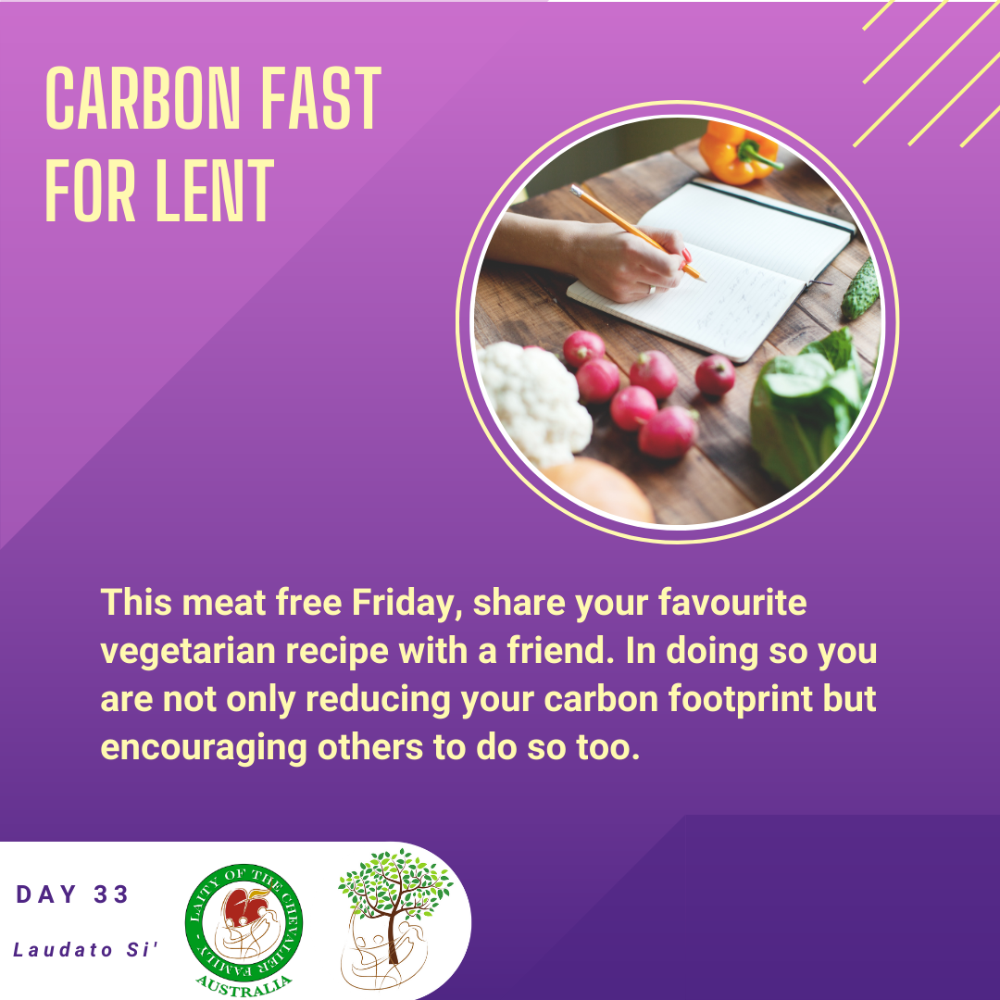 CARBON FAST
FOR LENT
This meat free Friday, share your favourite
vegetarian recipe with a friend. In doing so you
are not only reducing your carbon footprint but
encouraging others to do so too.
DAY 33
Laudato Si'
LAITY OF THE CHEVALIER FAMILY -
AUSTRALIA